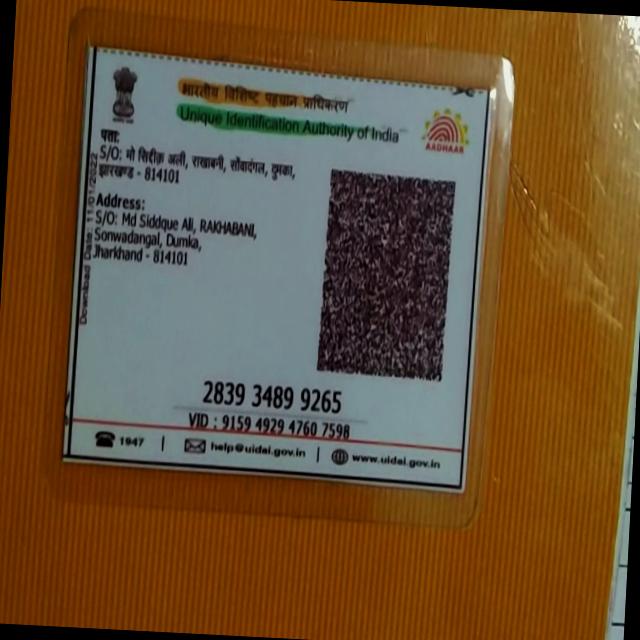 भारतीय विशिष्ट पहचान प्राधिकरण
Unique Identification Authority of India
AADHAAR
पता:
S/O: मो सिद्दीक़ अली, राखाबनी, सोंवादंगल, दुमका,
झारखण्ड - 814101
Address:
S/O: Md Siddque Ali, RAKHABANI,
Sonwadangal, Dumka,
Jharkhand - 814101
Download Date: 11/01/2022
2839 3489 9265
VID : 9159 4929 4760 7598
1947
help@uidai.gov.in
www.uidai.gov.in